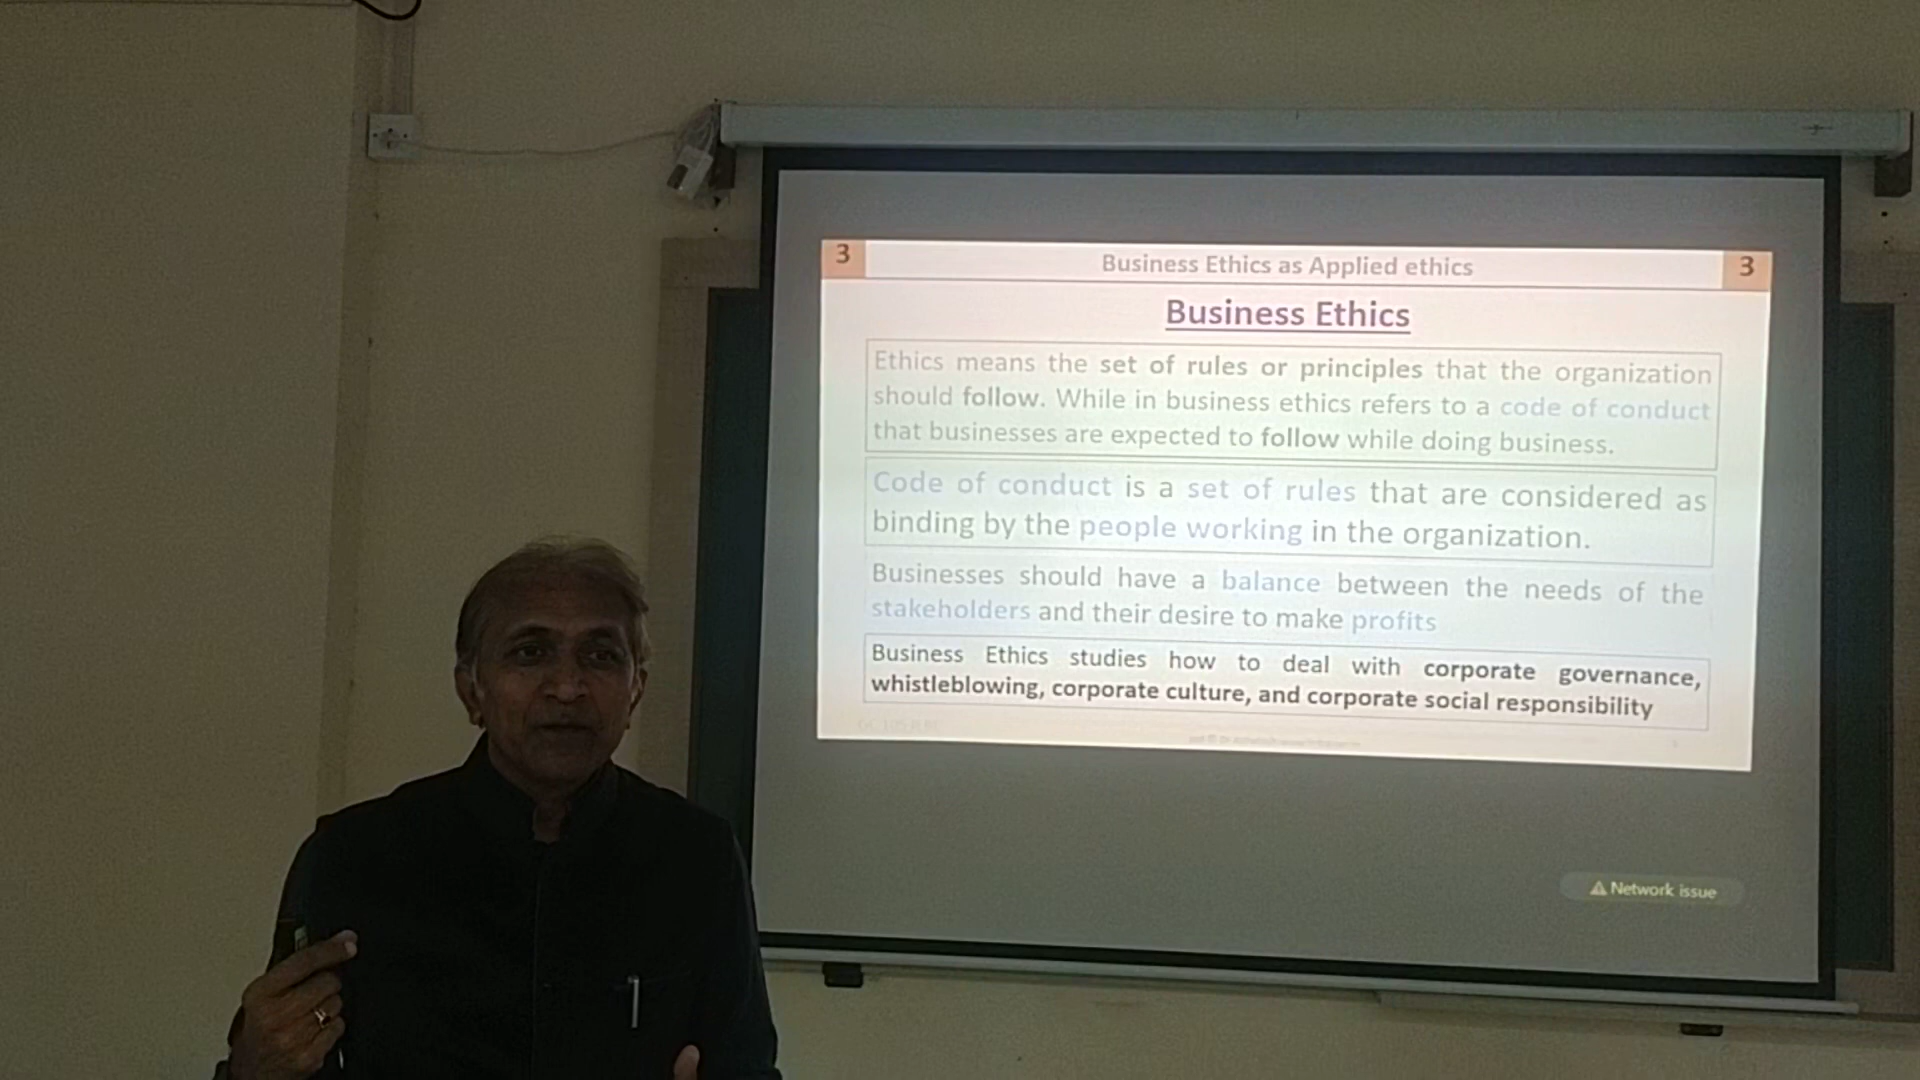 3 Business Ethics as Applied ethics 3
Business Ethics
Ethics means the set of rules or principles that the organization
should follow. While in business ethics refers to a code of conduct
that businesses are expected to follow while doing business.
Code of conduct is a set of rules that are considered as
binding by the people working in the organization.
Businesses should have a balance between the needs of the
stakeholders and their desire to make profits
Business Ethics studies how to deal with corporate governance,
whistleblowing, corporate culture, and corporate social responsibility
Network issue